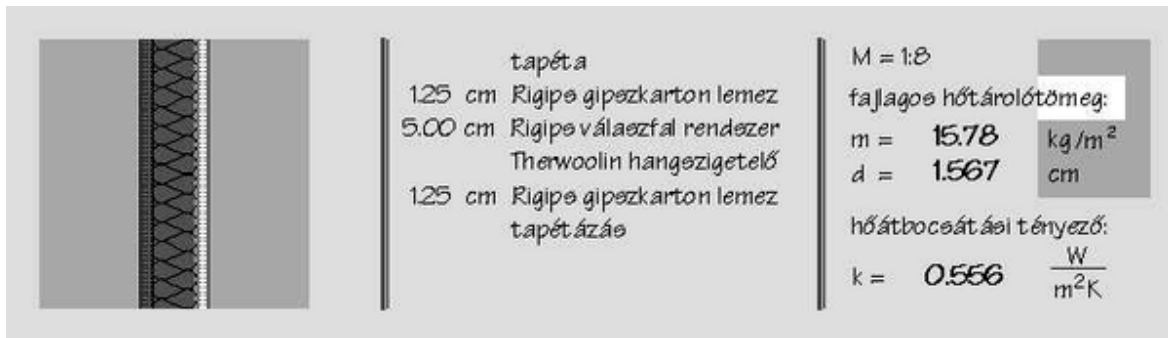 tapéta
1.25 cm Rigips gipszkarton lemez
5.00 cm Rigips válaszfal rendszer
Therwoolin hangszigetelő
1.25 cm Rigips gipszkarton lemez
tapétázás
M = 1:8
fajlagos hőtárolótömeg:
m = 15.78 kg/m²
d = 1.567 cm
hőátbocsátási tényező:
k = 0.556 W/m²K